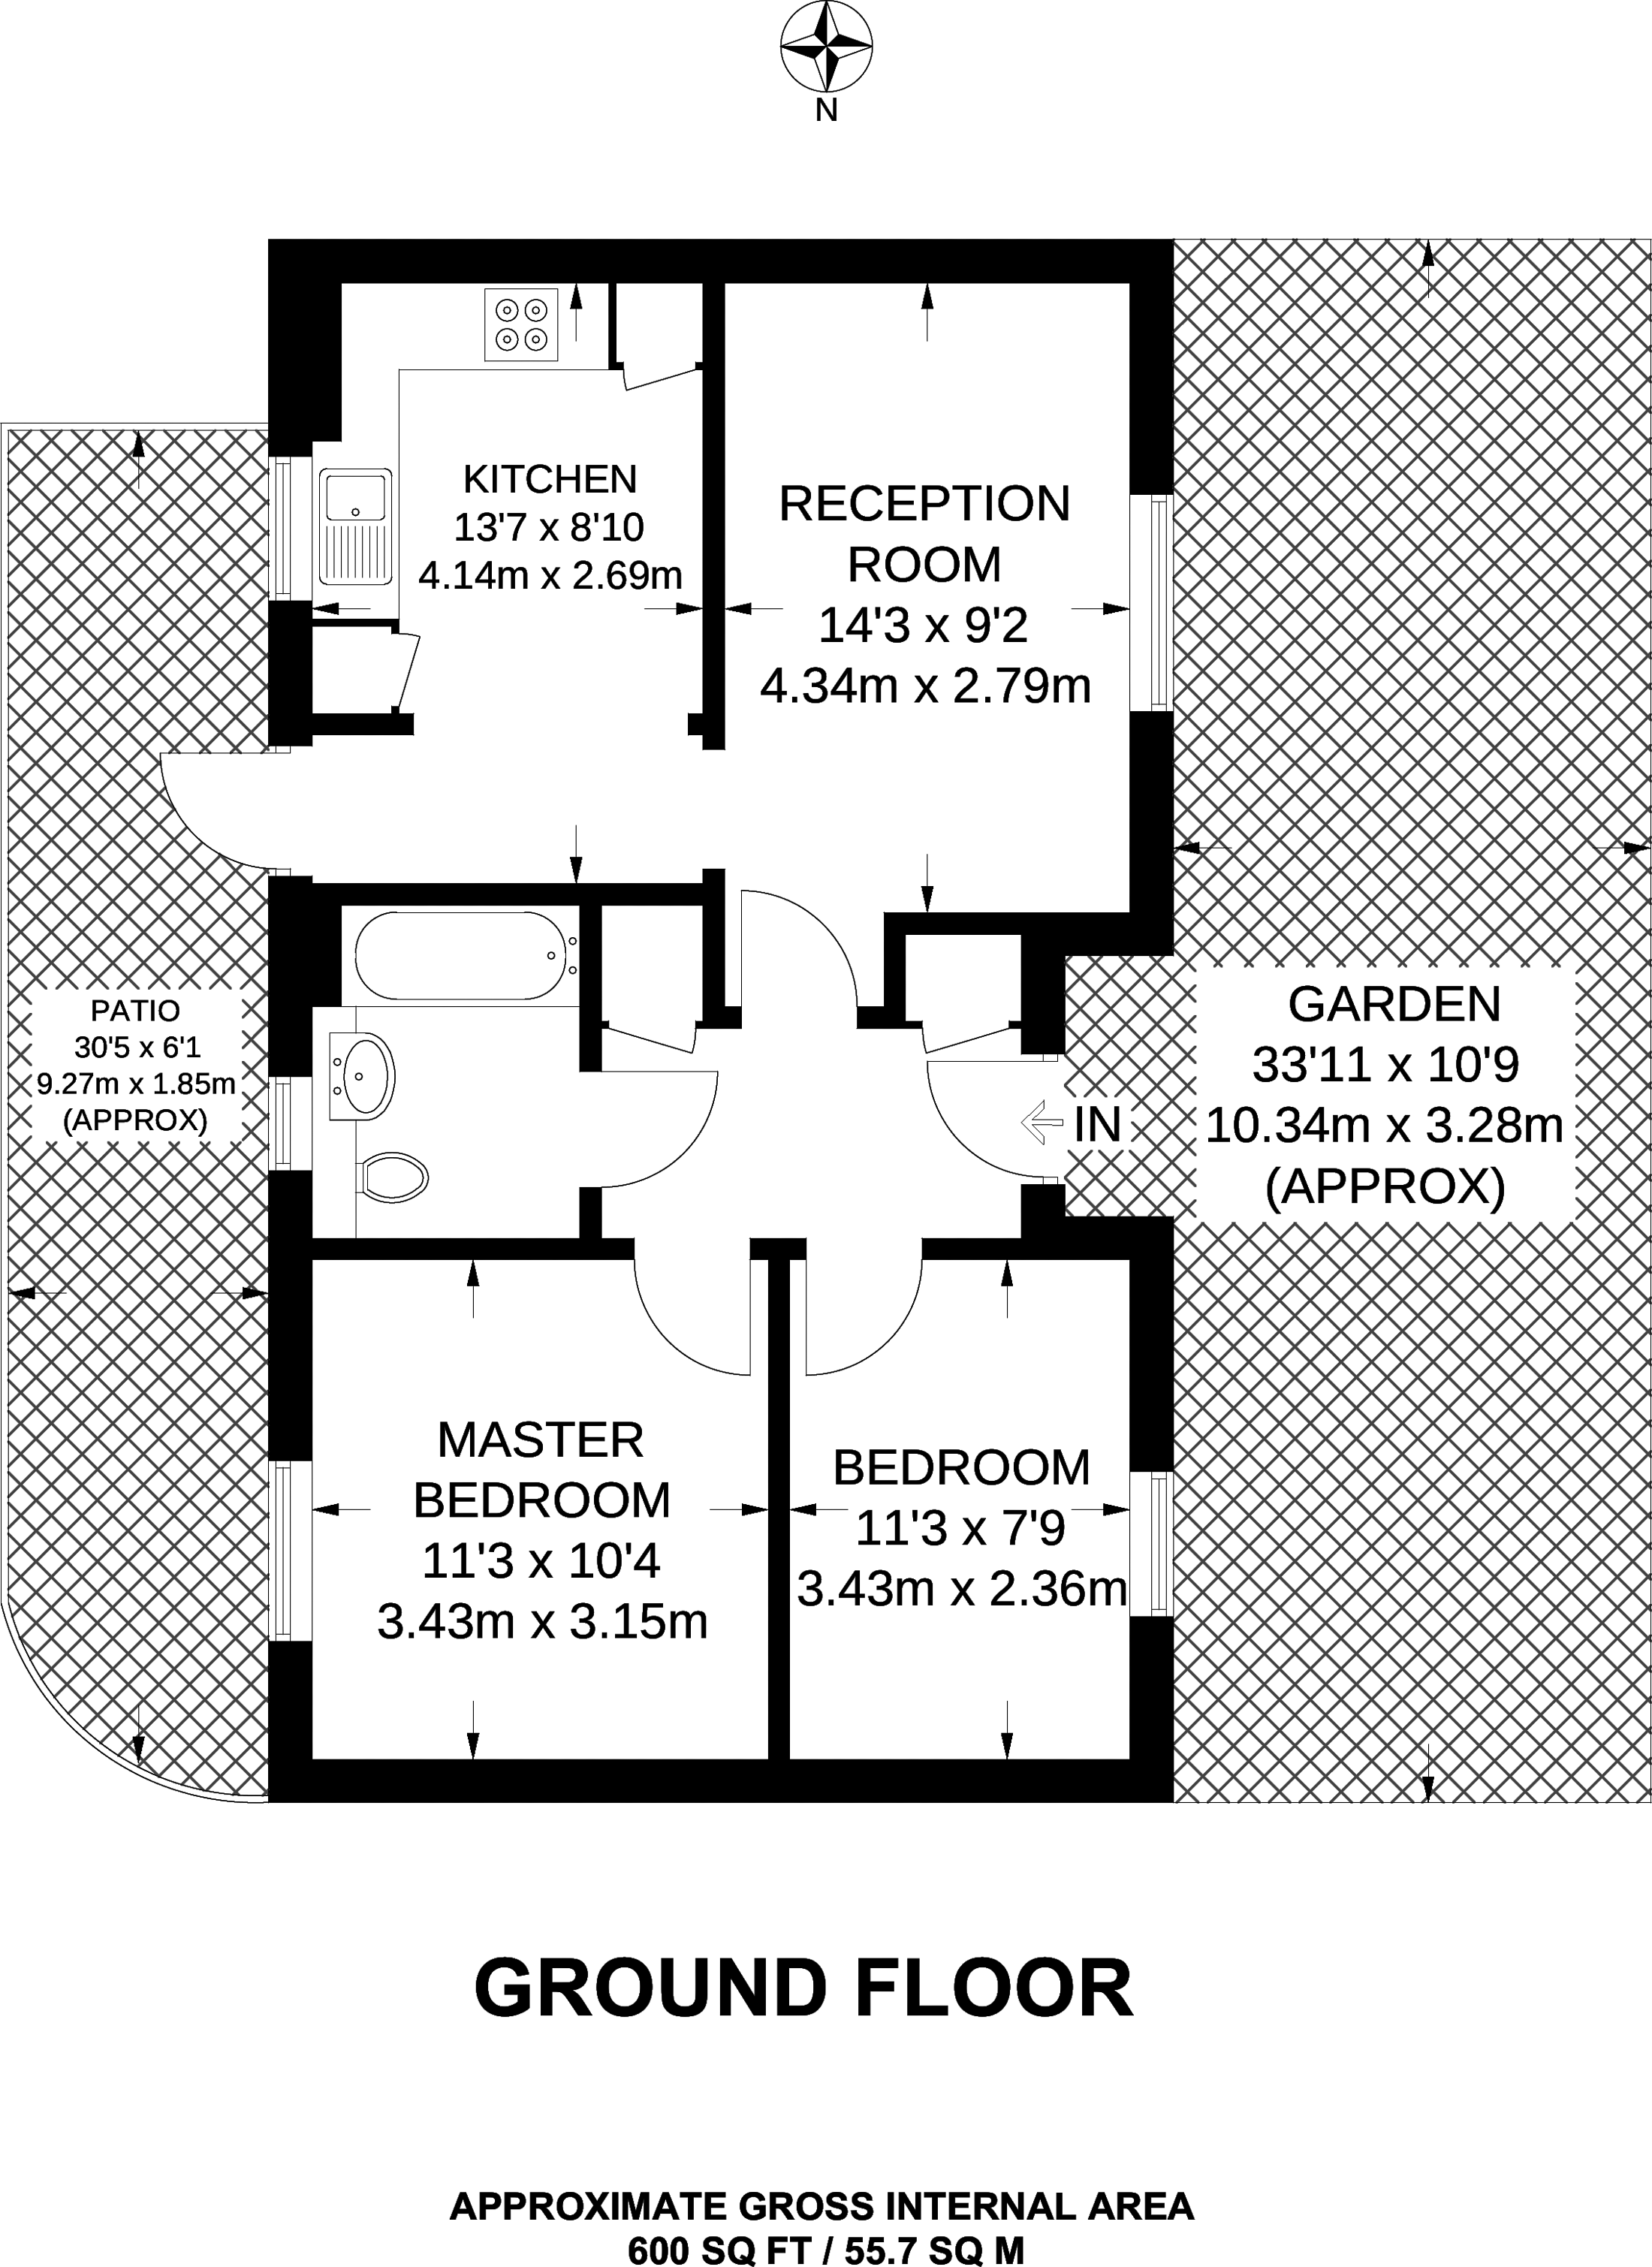 N
KITCHEN
13'7 x 8'10
4.14m x 2.69m
RECEPTION
ROOM
14'3 x 9'2
4.34m x 2.79m
PATIO
30'5 x 6'1
9.27m x 1.85m
(APPROX)
IN
GARDEN
33'11 x 10'9
10.34m x 3.28m
(APPROX)
MASTER
BEDROOM
11'3 x 10'4
3.43m x 3.15m
BEDROOM
11'3 x 7'9
3.43m x 2.36m
GROUND FLOOR
APPROXIMATE GROSS INTERNAL AREA
600 SQ FT / 55.7 SQ M